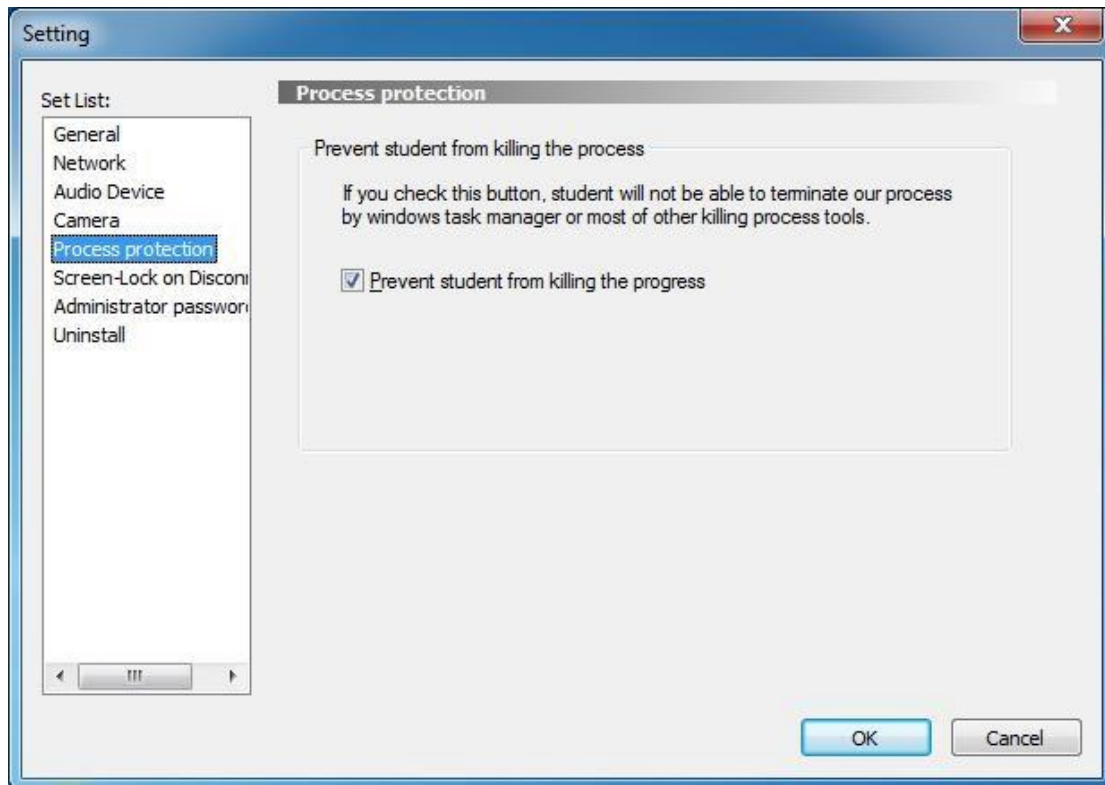 Setting
Set List:
General
Network
Audio Device
Camera
Process protection
Screen-Lock on Disconn
Administrator passwor
Uninstall
Process protection
Prevent student from killing the process
If you check this button, student will not be able to terminate our process
by windows task manager or most of other killing process tools.
Prevent student from killing the progress
OK
Cancel